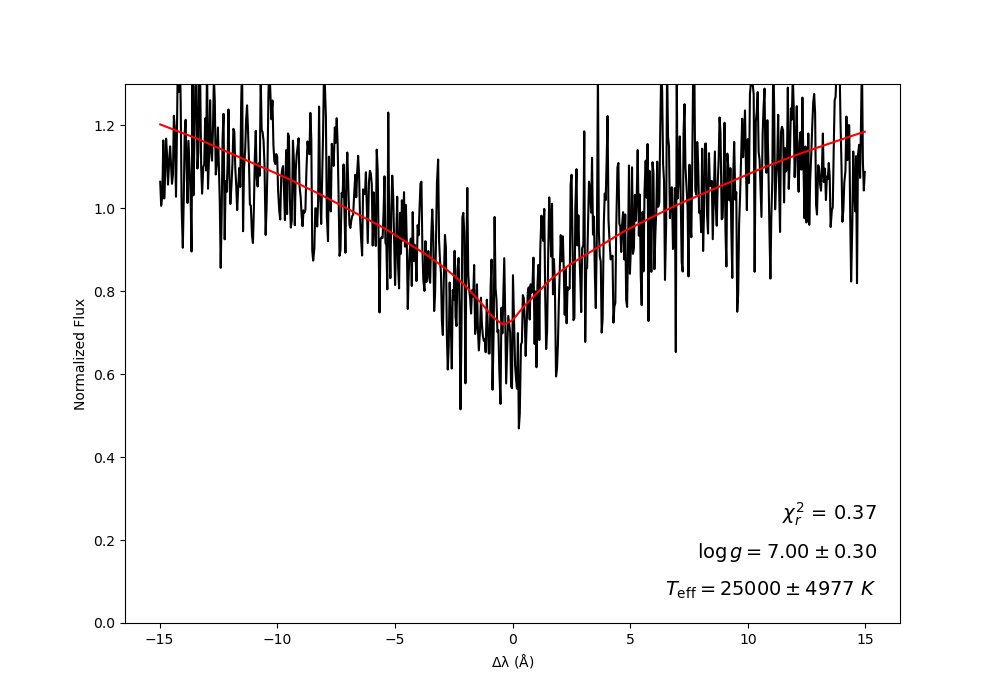 1.2
1.0
0.8
0.6
0.4
0.2
0.0
Normalized Flux
χ²ᵣ = 0.37
log g = 7.00 ± 0.30
T_eff = 25000 ± 4977 K
−15 −10 −5 0 5 10 15
Δλ (Å)